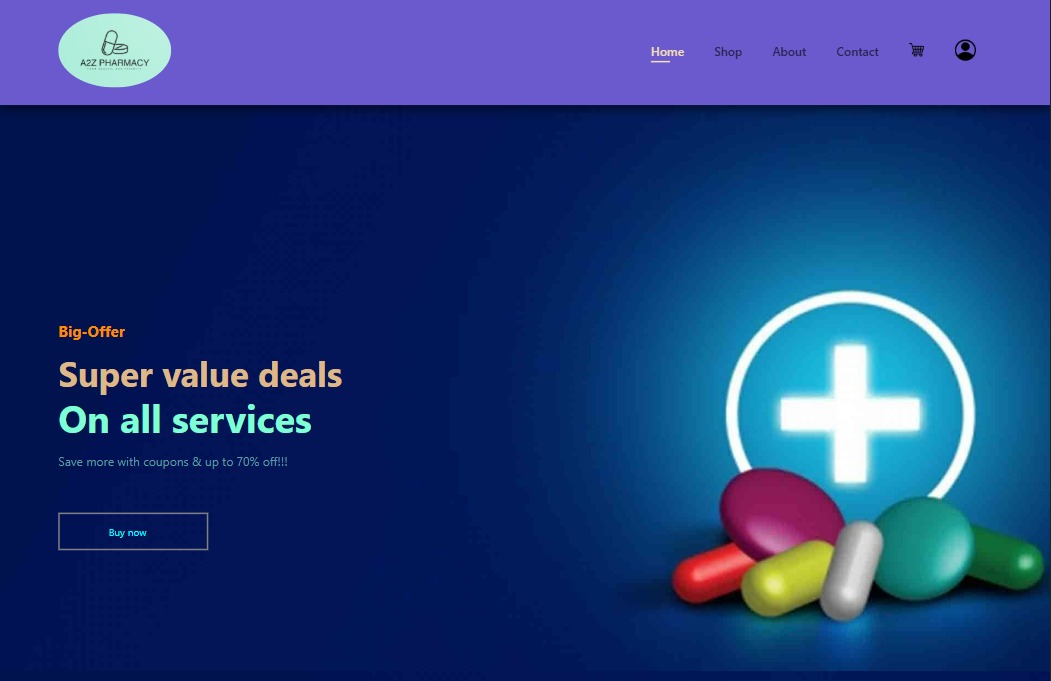 A2Z PHARMACY
Home Shop About Contact
Big-Offer
Super value deals
On all services
Save more with coupons & up to 70% off!!!
Buy now